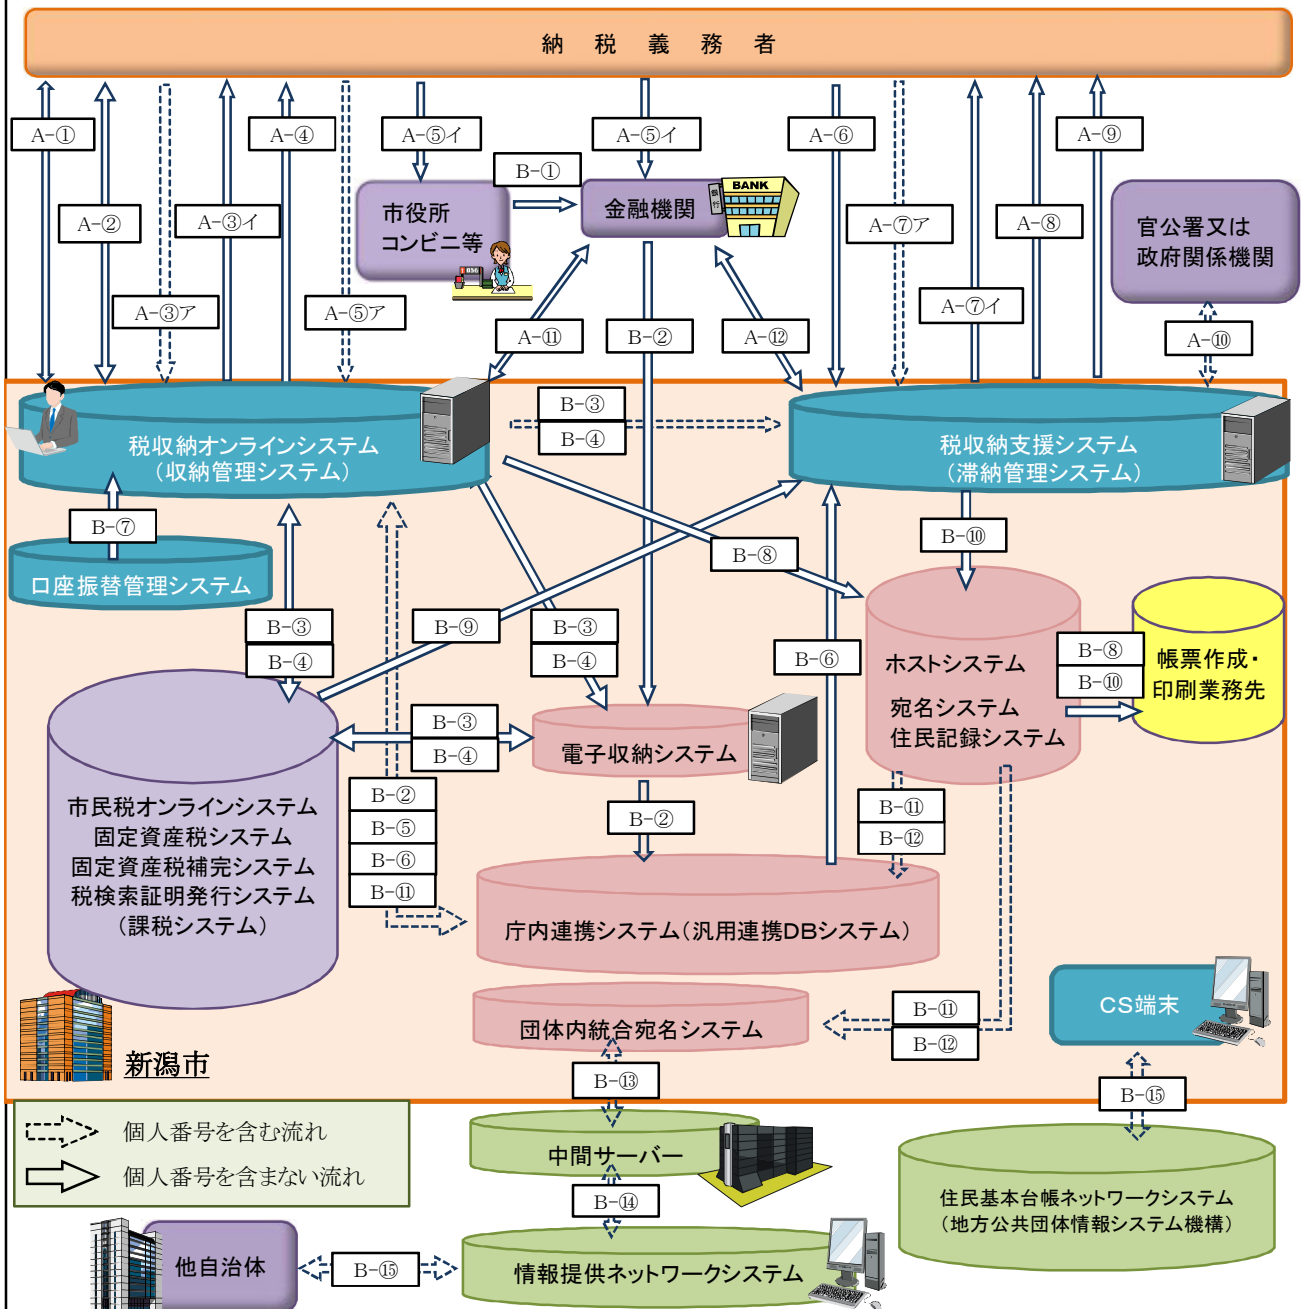 納 税 義 務 者
A-①
A-②
A-③ア
A-③イ
A-④
A-⑤ア
A-⑤イ
A-⑤イ
A-⑥
A-⑦ア
A-⑦イ
A-⑧
A-⑨
B-①
市役所
コンビニ等
金融機関
BANK
銀行
官公署又は
政府関係機関
A-⑩
A-⑪
B-②
A-⑫
税収納オンラインシステム
（収納管理システム）
B-③
B-④
税収納支援システム
（滞納管理システム）
B-⑦
口座振替管理システム
B-⑧
B-⑩
B-③
B-④
B-⑨
B-③
B-④
B-⑥
ホストシステム
宛名システム
住民記録システム
B-⑧
B-⑩
帳票作成・
印刷業務先
B-③
B-④
電子収納システム
市民税オンラインシステム
固定資産税システム
固定資産税補完システム
税検索証明発行システム
（課税システム）
B-②
B-⑤
B-⑥
B-⑪
B-②
B-⑪
B-⑫
庁内連携システム（汎用連携DBシステム）
団体内統合宛名システム
B-⑪
B-⑫
CS端末
新潟市
B-⑬
B-⑮
個人番号を含む流れ
個人番号を含まない流れ
中間サーバー
B-⑭
住民基本台帳ネットワークシステム
（地方公共団体情報システム機構）
他自治体
B-⑮
情報提供ネットワークシステム